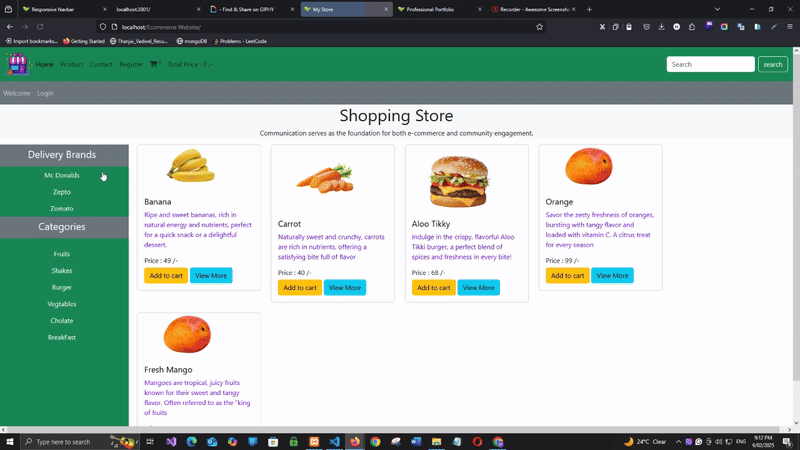 Responsive Navbar
localhost:3001/
- Find & Share on GIPHY
My Store
Professional Portfolio
Recorder - Awesome Screensh
localhost/Ecommerce Website/
Import bookmarks...
Getting Started
Thanjai_Vadivel_Resu...
mongoDB
Problems - LeetCode
Home Product Contact Register Total Price : 0 /-
Search
search
Welcome Login
Shopping Store
Communication serves as the foundation for both e-commerce and community engagement.
Delivery Brands
Mc Donalds
Zepto
Zomato
Categories
Fruits
Shakes
Burger
Vegtables
Cholate
BreakFast
Banana
Ripe and sweet bananas, rich in
natural energy and nutrients, perfect
for a quick snack or a delightful
dessert.
Price : 49 /-
Add to cart View More
Carrot
Naturally sweet and crunchy, carrots
are rich in nutrients, offering a
satisfying bite full of flavor
Price : 40 /-
Add to cart View More
Aloo Tikky
Indulge in the crispy, flavorful Aloo
Tikki burger, a perfect blend of
spices and freshness in every bite!
Price : 68 /-
Add to cart View More
Orange
Savor the zesty freshness of oranges,
bursting with tangy flavor and
loaded with vitamin C. A citrus treat
for every season
Price : 99 /-
Add to cart View More
Fresh Mango
Mangoes are tropical, juicy fruits
known for their sweet and tangy
flavor. Often referred to as the "king
of fruits
Type here to search
24°C Clear
ENG
9:12 PM
6/02/2025